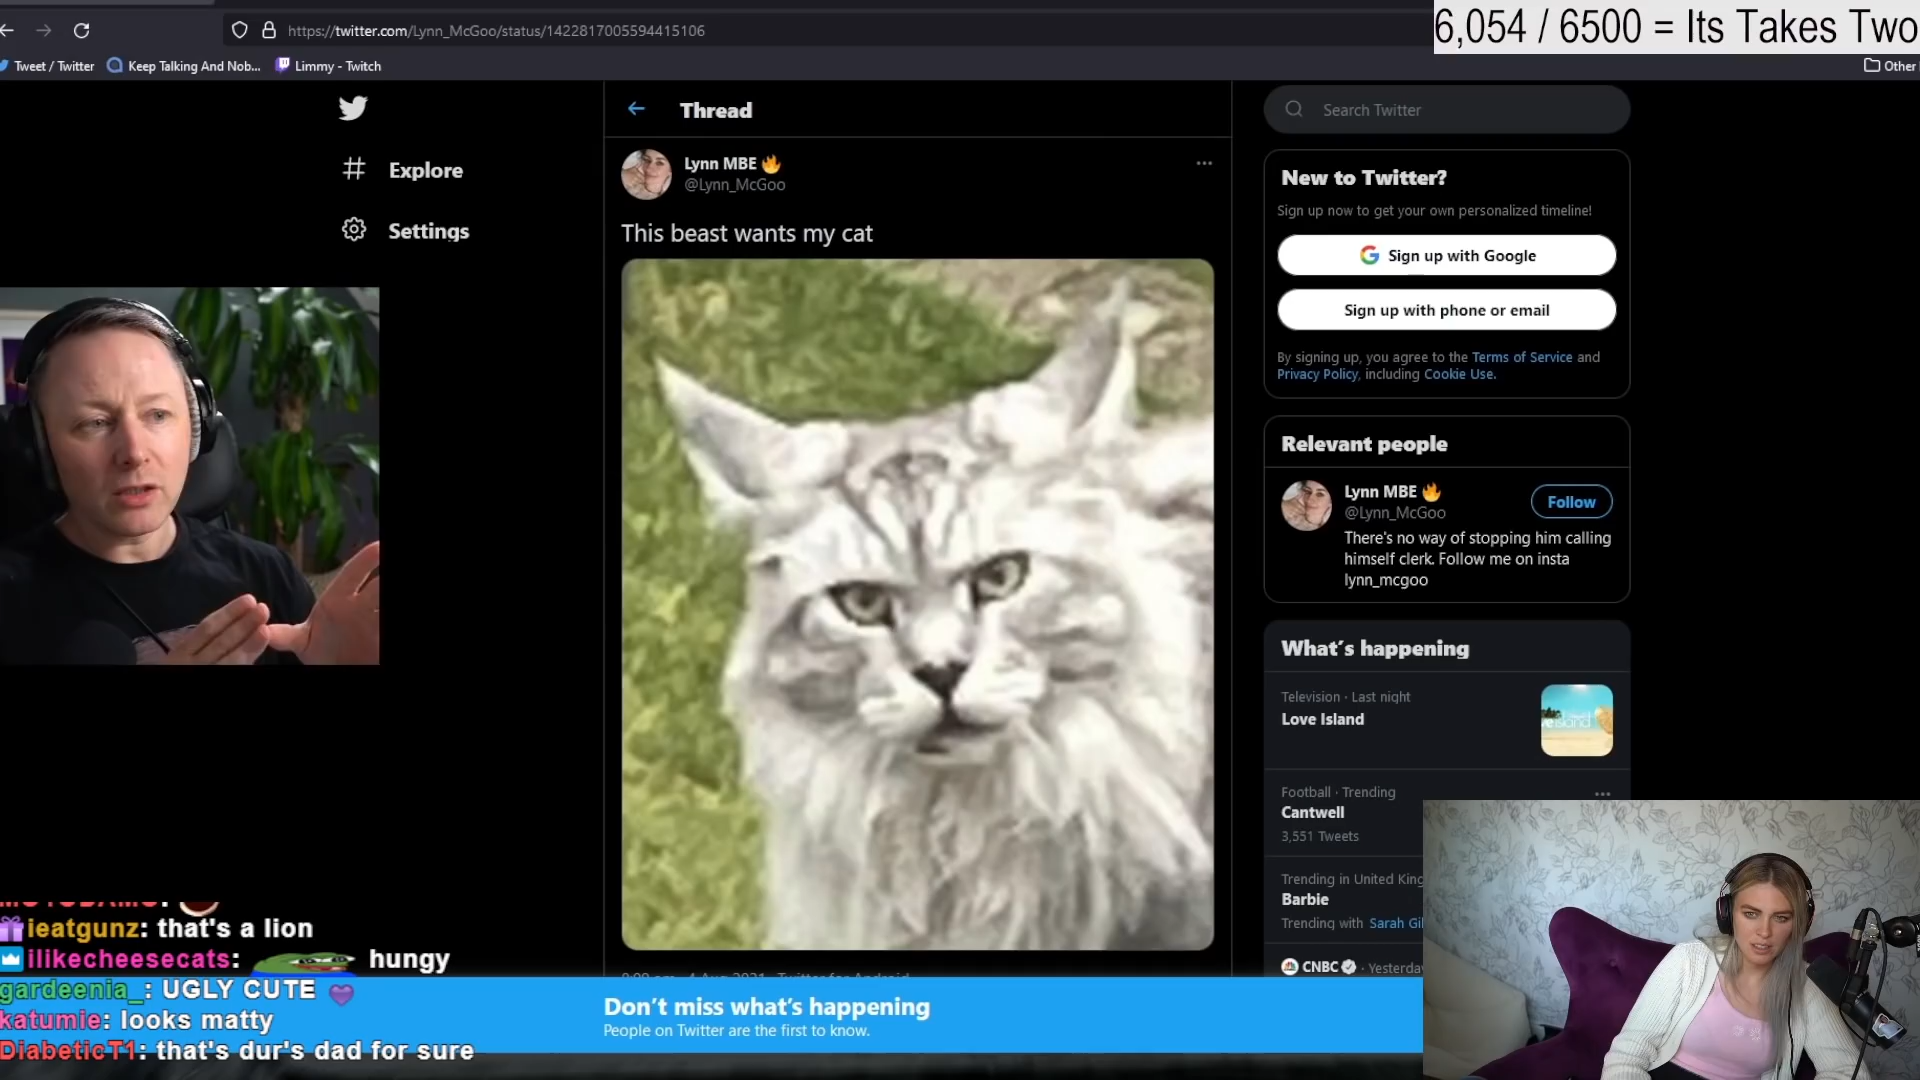 https://twitter.com/Lynn_McGoo/status/1422817005594415106
6,054 / 6500 = Its Takes Two
Tweet / Twitter
Keep Talking And Nob...
Limmy - Twitch
Other
Explore
Settings
Thread
Lynn MBE
@Lynn_McGoo
This beast wants my cat
Search Twitter
New to Twitter?
Sign up now to get your own personalized timeline!
Sign up with Google
Sign up with phone or email
By signing up, you agree to the Terms of Service and
Privacy Policy, including Cookie Use.
Relevant people
Lynn MBE
@Lynn_McGoo
Follow
There's no way of stopping him calling
himself clerk. Follow me on insta
lynn_mcgoo
What's happening
Television · Last night
Love Island
Football · Trending
Cantwell
3,551 Tweets
Trending in United King
Barbie
Trending with Sarah Gil
CNBC · Yesterday
ieatgunz: that's a lion
ilikecheesecats: hungy
gardeenia_: UGLY CUTE
katumie: looks matty
DiabeticT1: that's dur's dad for sure
Don't miss what's happening
People on Twitter are the first to know.